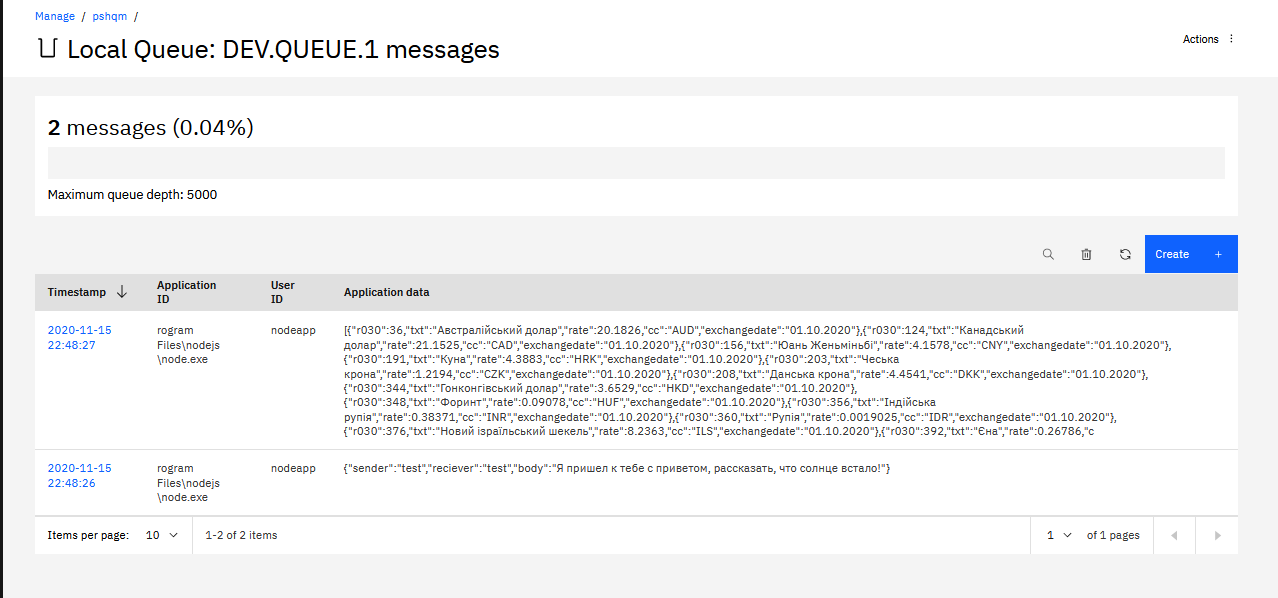 Manage / pshqm /
Local Queue: DEV.QUEUE.1 messages
Actions
2 messages (0.04%)
Maximum queue depth: 5000
Create +
Timestamp
Application
ID
User
ID
Application data
2020-11-15
22:48:27
rogram
Files\nodejs
\node.exe
nodeapp
[{"r030":36,"txt":"Австралійський долар","rate":20.1826,"cc":"AUD","exchangedate":"01.10.2020"},{"r030":124,"txt":"Канадський
долар","rate":21.1525,"cc":"CAD","exchangedate":"01.10.2020"},{"r030":156,"txt":"Юань Женьміньбі","rate":4.1578,"cc":"CNY","exchangedate":"01.10.2020"},
{"r030":191,"txt":"Куна","rate":4.3883,"cc":"HRK","exchangedate":"01.10.2020"},{"r030":203,"txt":"Чеська
крона","rate":1.2194,"cc":"CZK","exchangedate":"01.10.2020"},{"r030":208,"txt":"Данська крона","rate":4.4541,"cc":"DKK","exchangedate":"01.10.2020"},
{"r030":344,"txt":"Гонконгівський долар","rate":3.6529,"cc":"HKD","exchangedate":"01.10.2020"},
{"r030":348,"txt":"Форинт","rate":0.09078,"cc":"HUF","exchangedate":"01.10.2020"},{"r030":356,"txt":"Індійська
рупія","rate":0.38371,"cc":"INR","exchangedate":"01.10.2020"},{"r030":360,"txt":"Рупія","rate":0.0019025,"cc":"IDR","exchangedate":"01.10.2020"},
{"r030":376,"txt":"Новий ізраїльський шекель","rate":8.2363,"cc":"ILS","exchangedate":"01.10.2020"},{"r030":392,"txt":"Єна","rate":0.26786,"c
2020-11-15
22:48:26
rogram
Files\nodejs
\node.exe
nodeapp
{"sender":"test","reciever":"test","body":"Я пришел к тебе с приветом, рассказать, что солнце встало!"}
Items per page: 10
1-2 of 2 items
1 of 1 pages